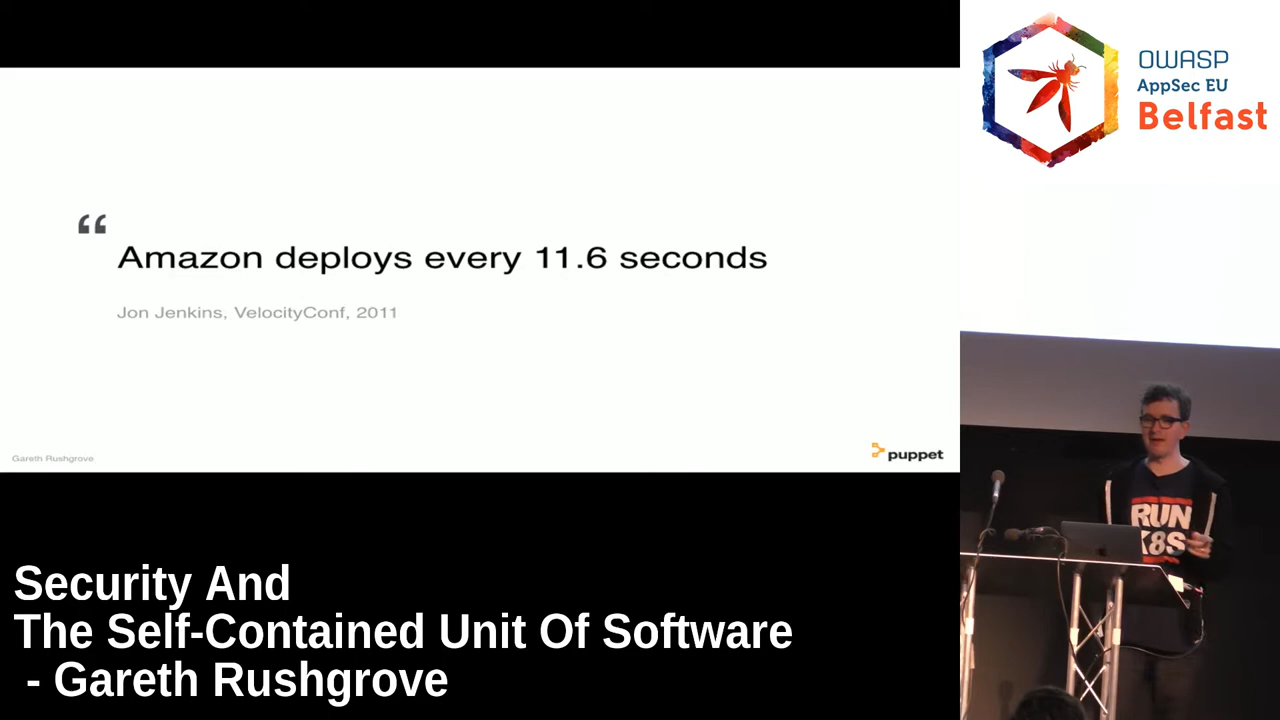 “
Amazon deploys every 11.6 seconds
Jon Jenkins, VelocityConf, 2011
Gareth Rushgrove
puppet
OWASP
AppSec EU
Belfast
RUN
K8S
Security And
The Self-Contained Unit Of Software
- Gareth Rushgrove